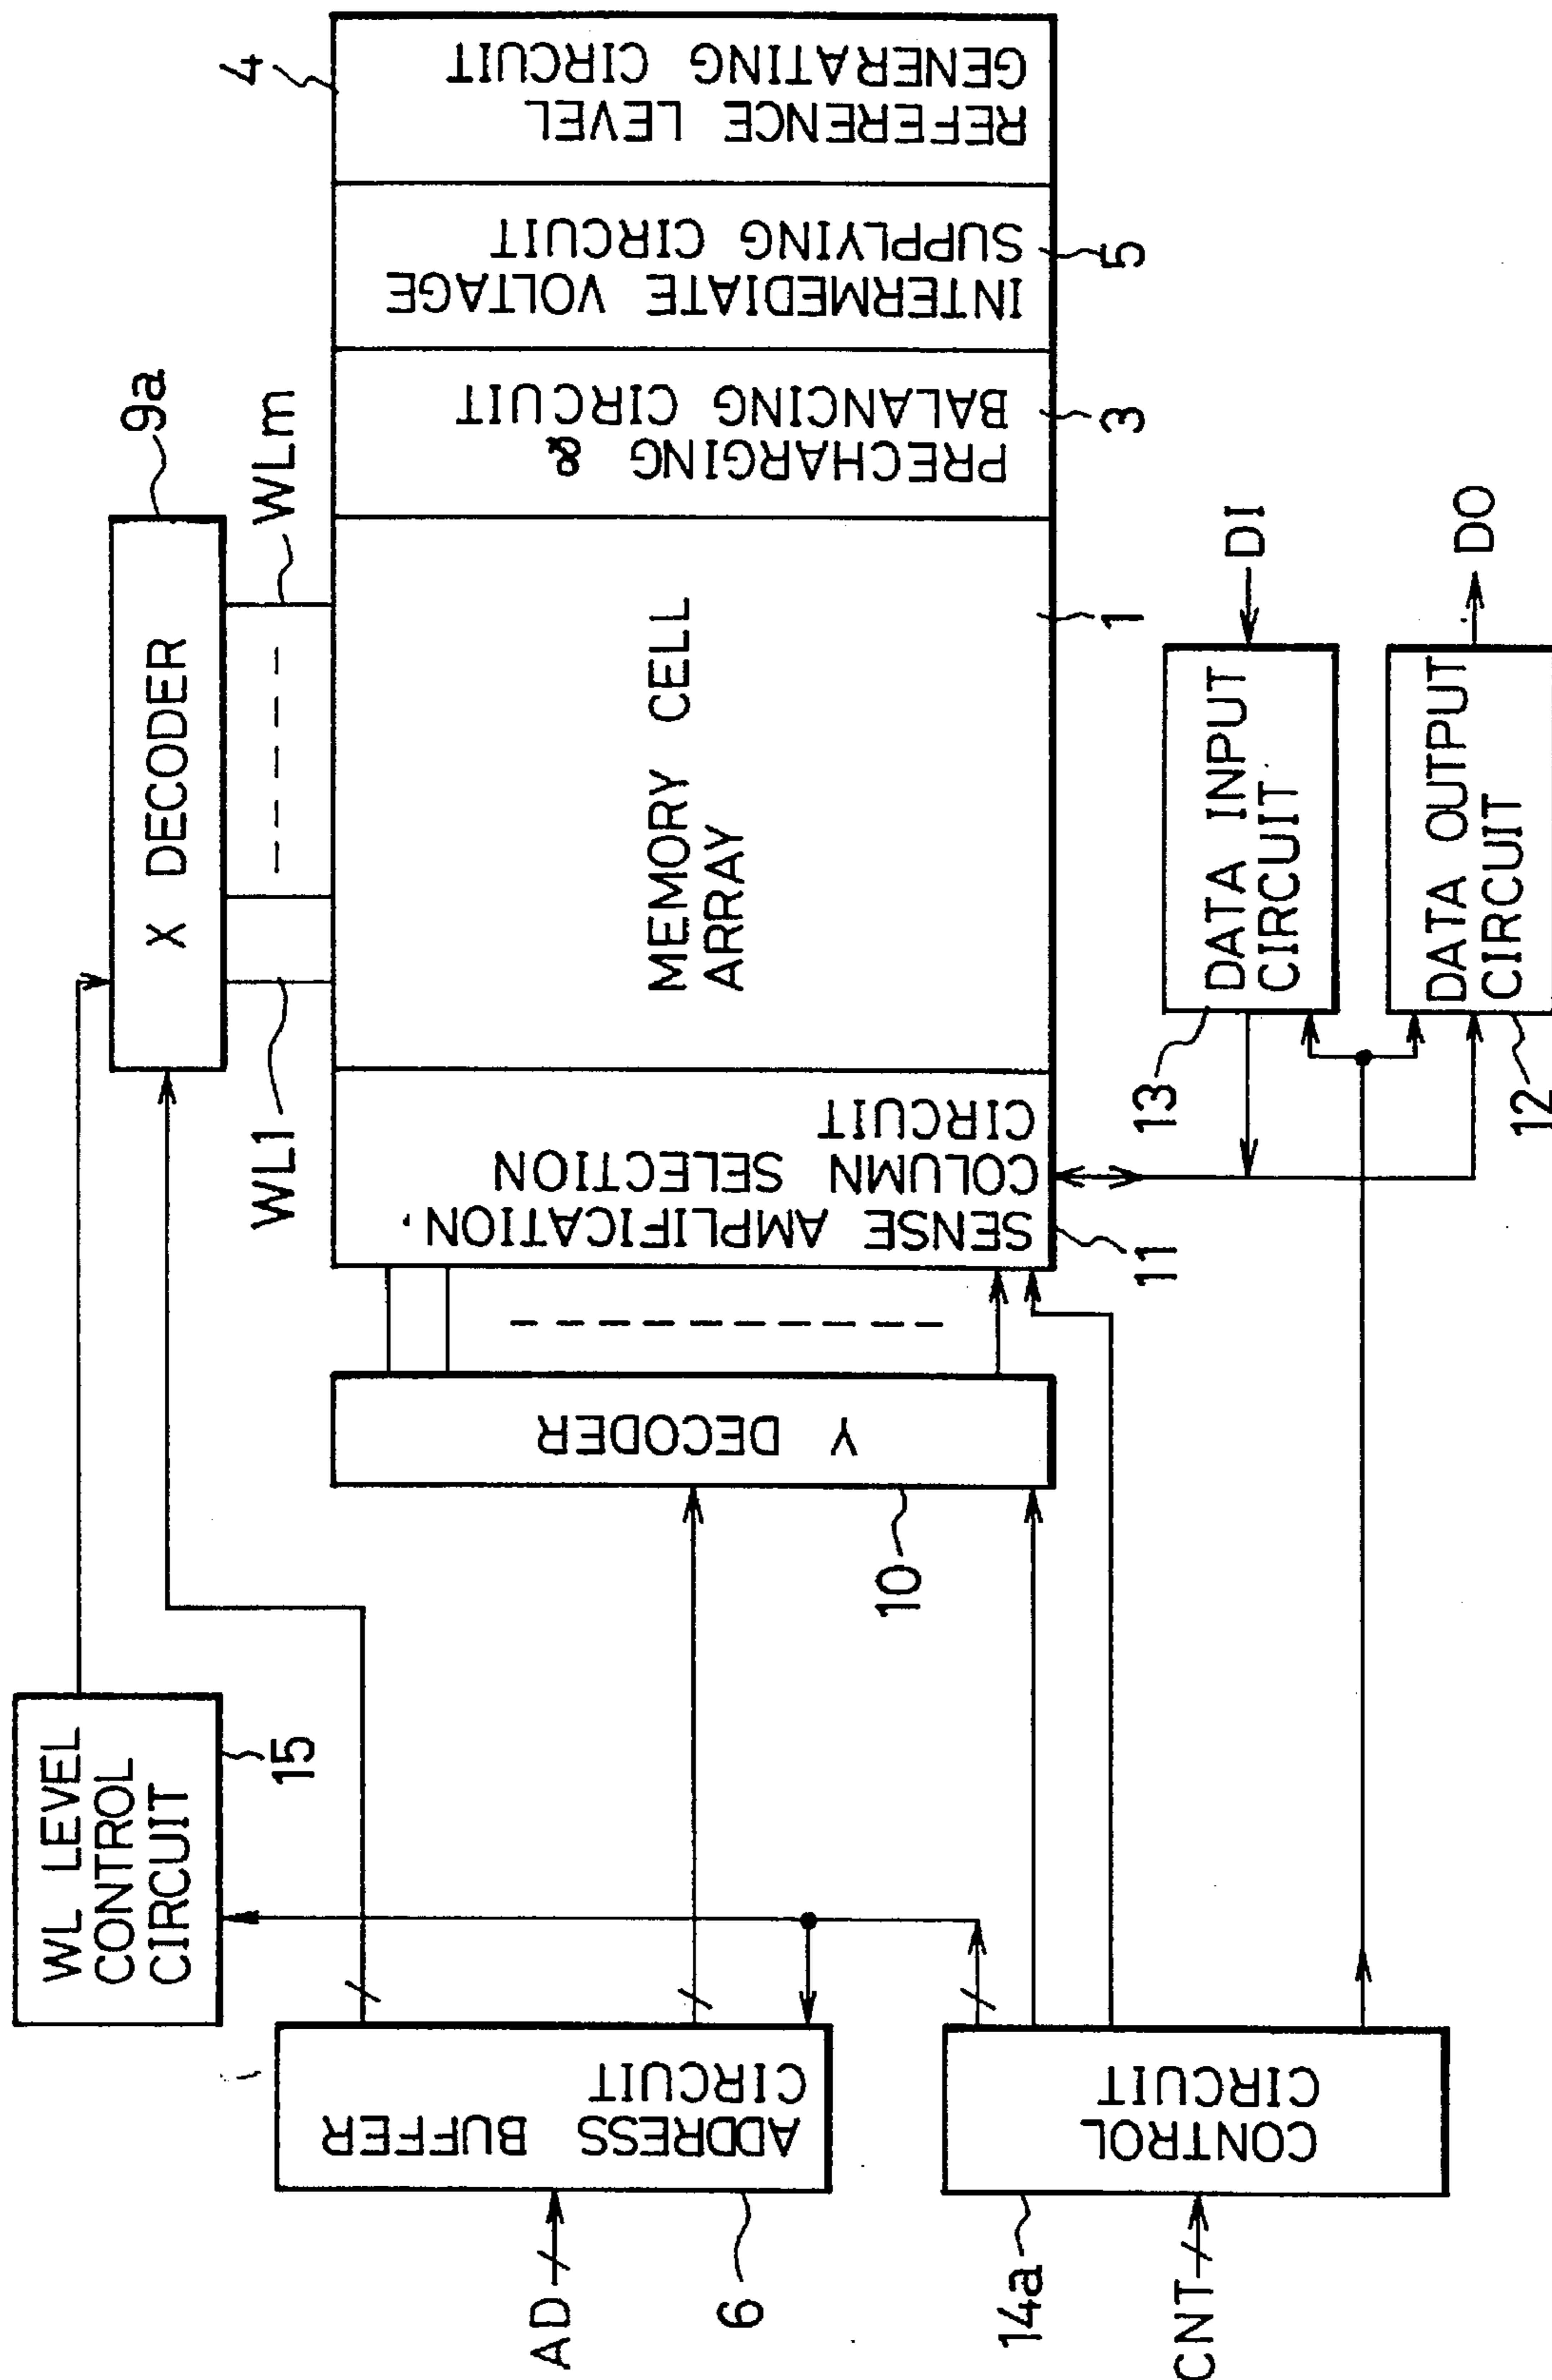 WL LEVEL
CONTROL
CIRCUIT
15
X DECODER
9a
WL1
WLm
4
ADDRESS BUFFER
CIRCUIT
AD
6
Y DECODER
10
SENSE AMPLIFICATION.
COLUMN SELECTION
CIRCUIT
11
MEMORY CELL
ARRAY
1
PRECHARGING &
BALANCING CIRCUIT
3
INTERMEDIATE VOLTAGE
SUPPLYING CIRCUIT
5
REFERENCE LEVEL
GENERATING CIRCUIT
CONTROL
CIRCUIT
14a
CNT
DATA INPUT
CIRCUIT
13
DI
DATA OUTPUT
CIRCUIT
12
DO